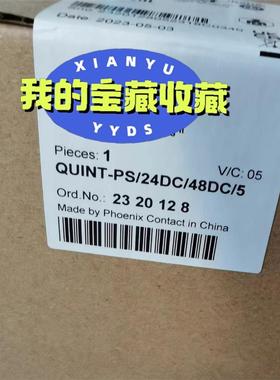 Date 2023-05-03
XIANYU
我的宝藏收藏
YYDS
Pieces: 1
V/C: 05
QUINT-PS/24DC/48DC/5
Ord.No.: 23 20 12 8
Made by Phoenix Contact in China